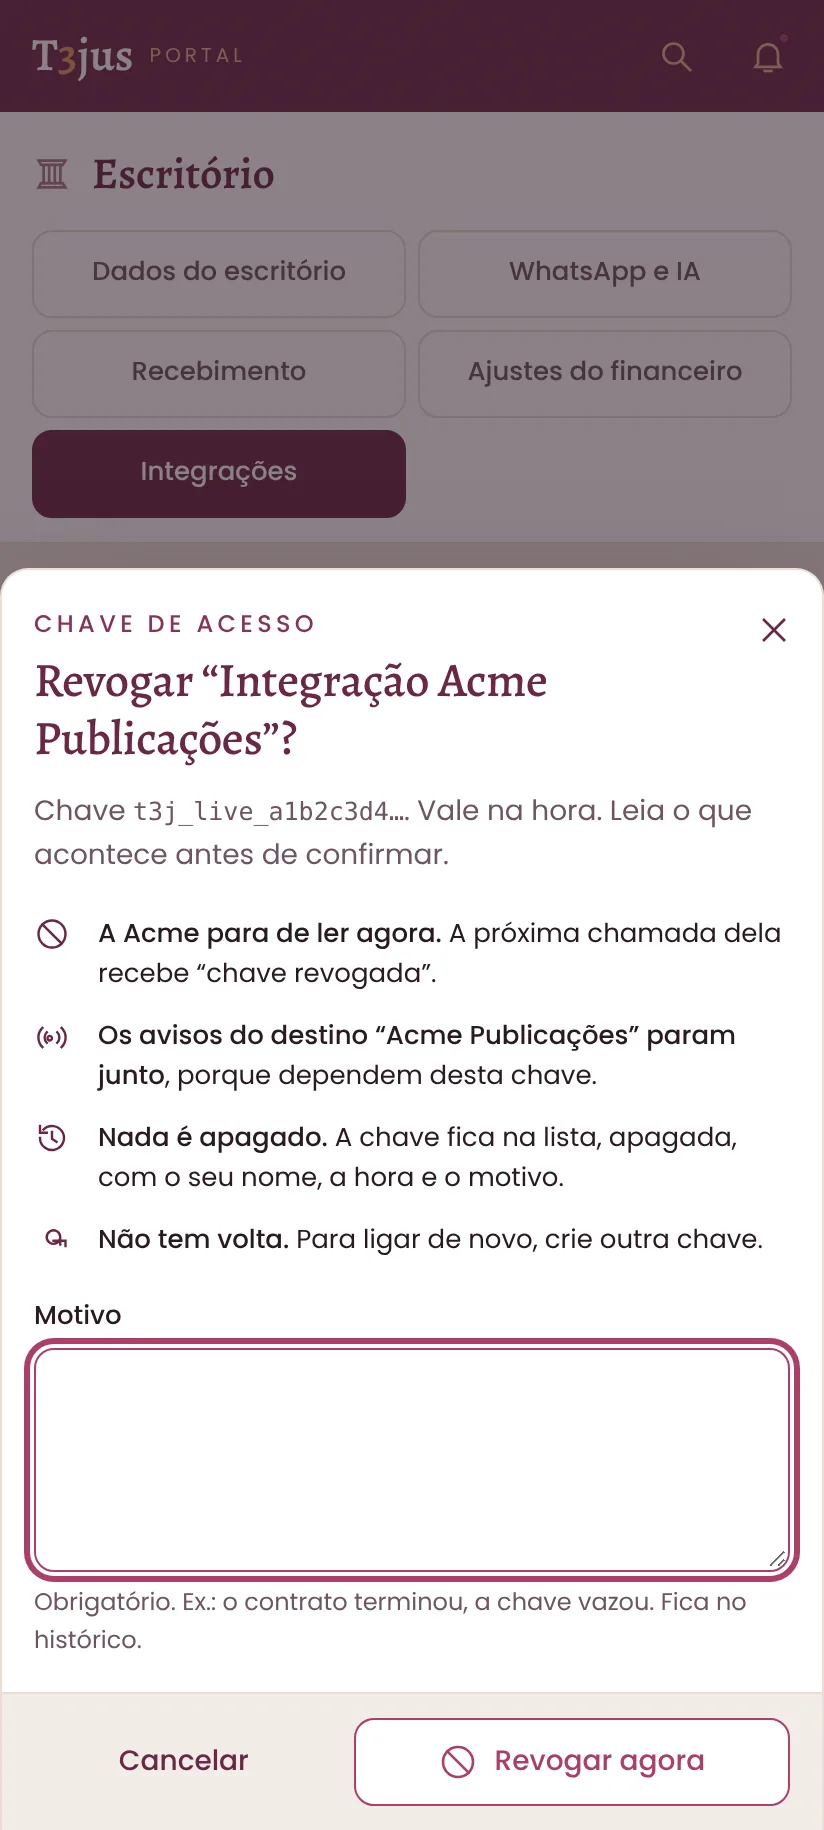 T3jus PORTAL
Escritório
Dados do escritório
WhatsApp e IA
Recebimento
Ajustes do financeiro
Integrações
CHAVE DE ACESSO
Revogar “Integração Acme
Publicações”?
Chave t3j_live_a1b2c3d4…. Vale na hora. Leia o que
acontece antes de confirmar.
A Acme para de ler agora. A próxima chamada dela
recebe “chave revogada”.
Os avisos do destino “Acme Publicações” param
junto, porque dependem desta chave.
Nada é apagado. A chave fica na lista, apagada,
com o seu nome, a hora e o motivo.
Não tem volta. Para ligar de novo, crie outra chave.
Motivo
Obrigatório. Ex.: o contrato terminou, a chave vazou. Fica no
histórico.
Cancelar
Revogar agora